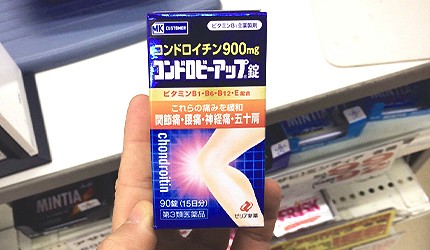 MK CUSTOMER
ビタミンB1主薬製剤
コンドロイチン900mg
コンドロビーアップ錠
ビタミンB1・B6・B12・E配合
これらの痛みを緩和
関節痛・腰痛・神経痛・五十肩
chondroitin
90錠(15日分)
第3類医薬品
ゼリア新薬
MINTIA
FRISK